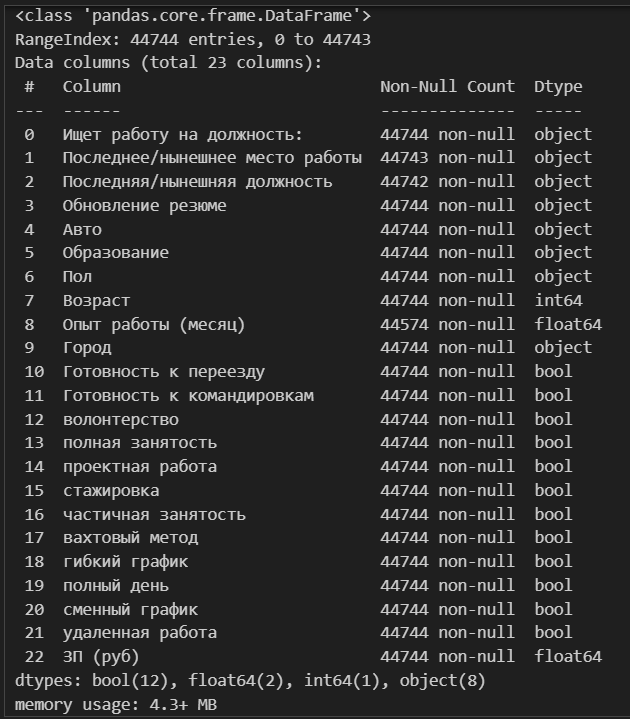 <class 'pandas.core.frame.DataFrame'>
RangeIndex: 44744 entries, 0 to 44743
Data columns (total 23 columns):
 #   Column                           Non-Null Count  Dtype
---  ------                           --------------  -----
 0   Ищет работу на должность:        44744 non-null  object
 1   Последнее/нынешнее место работы  44743 non-null  object
 2   Последняя/нынешняя должность     44742 non-null  object
 3   Обновление резюме                44744 non-null  object
 4   Авто                             44744 non-null  object
 5   Образование                      44744 non-null  object
 6   Пол                              44744 non-null  object
 7   Возраст                          44744 non-null  int64
 8   Опыт работы (месяц)              44574 non-null  float64
 9   Город                            44744 non-null  object
 10  Готовность к переезду            44744 non-null  bool
 11  Готовность к командировкам       44744 non-null  bool
 12  волонтерство                     44744 non-null  bool
 13  полная занятость                 44744 non-null  bool
 14  проектная работа                 44744 non-null  bool
 15  стажировка                       44744 non-null  bool
 16  частичная занятость              44744 non-null  bool
 17  вахтовый метод                   44744 non-null  bool
 18  гибкий график                    44744 non-null  bool
 19  полный день                      44744 non-null  bool
 20  сменный график                   44744 non-null  bool
 21  удаленная работа                 44744 non-null  bool
 22  ЗП (руб)                         44744 non-null  float64
dtypes: bool(12), float64(2), int64(1), object(8)
memory usage: 4.3+ MB